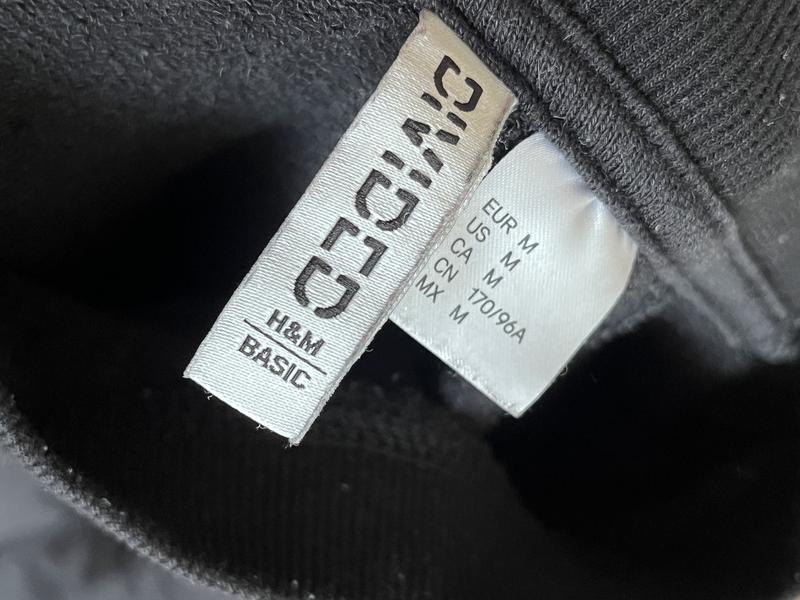 DIVIDED
H&M
BASIC
EUR M
US M
CA M
CN 170/96A
MX M